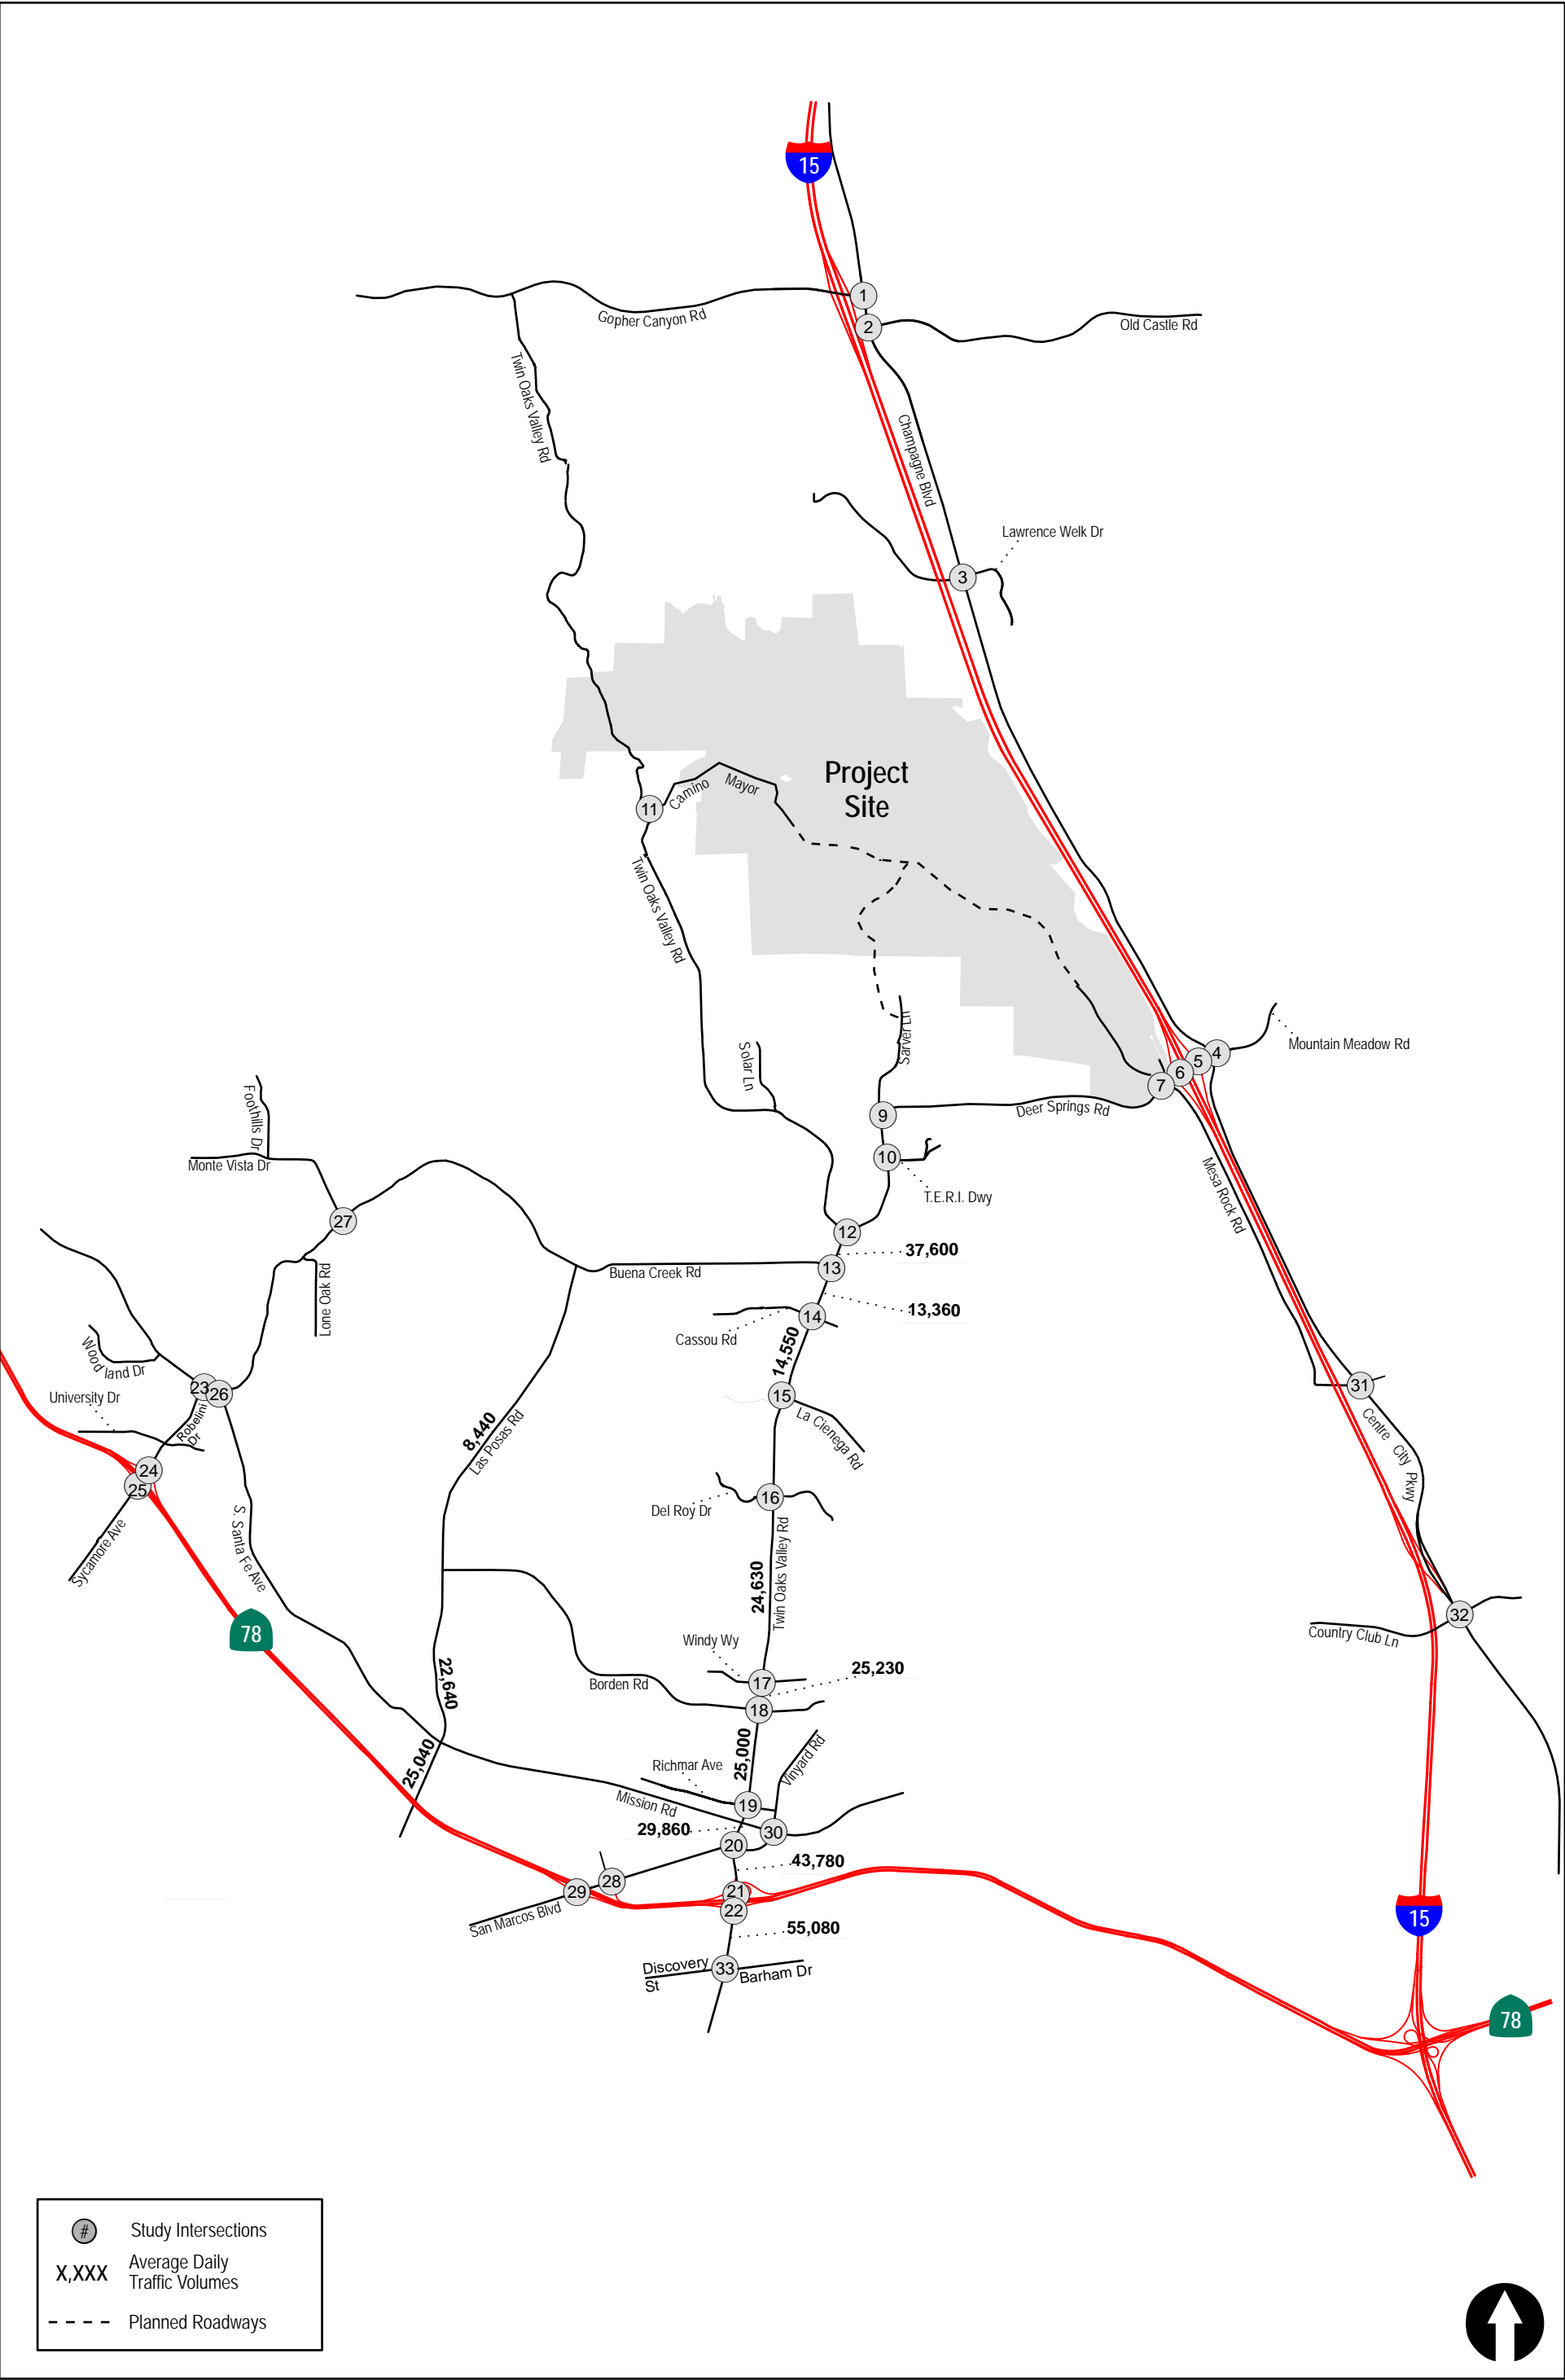 15
1
Gopher Canyon Rd
2
Old Castle Rd
Twin Oaks Valley Rd
Champagne Blvd
Lawrence Welk Dr
3
Project
Site
11
Camino
Mayor
Twin Oaks Valley Rd
Sarver Ln
Solar Ln
4
5
6
7
Mountain Meadow Rd
Foothills Dr
9
Deer Springs Rd
Monte Vista Dr
10
T.E.R.I. Dwy
Mesa Rock Rd
27
12
37,600
13
Buena Creek Rd
Lone Oak Rd
13,360
14
Cassou Rd
14,550
Woodland Dr
University Dr
23
26
15
31
La Cienega Rd
Robelini
Dr
8,440
Las Posas Rd
Centre City Pkwy
24
25
16
Del Roy Dr
Sycamore Ave
S. Santa Fe Ave
24,630
Twin Oaks Valley Rd
78
32
Country Club Ln
Windy Wy
22,640
17
25,230
Borden Rd
18
25,000
Vinyard Rd
25,040
Richmar Ave
19
Mission Rd
29,860
30
20
43,780
28
29
21
22
San Marcos Blvd
15
55,080
Discovery
St
33
Barham Dr
78
# Study Intersections
X,XXX Average Daily
Traffic Volumes
Planned Roadways